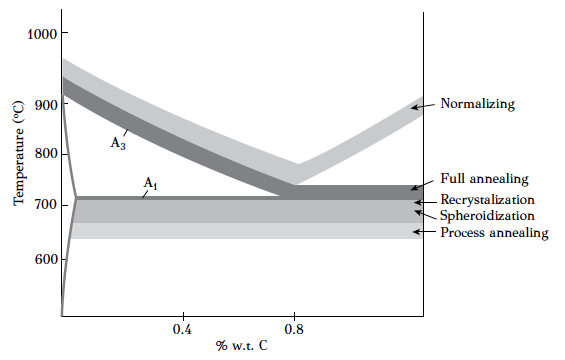 1000
900
800
700
600
Temperature (ºC)
A3
A1
Normalizing
Full annealing
Recrystalization
Spheroidization
Process annealing
0.4
0.8
% w.t. C